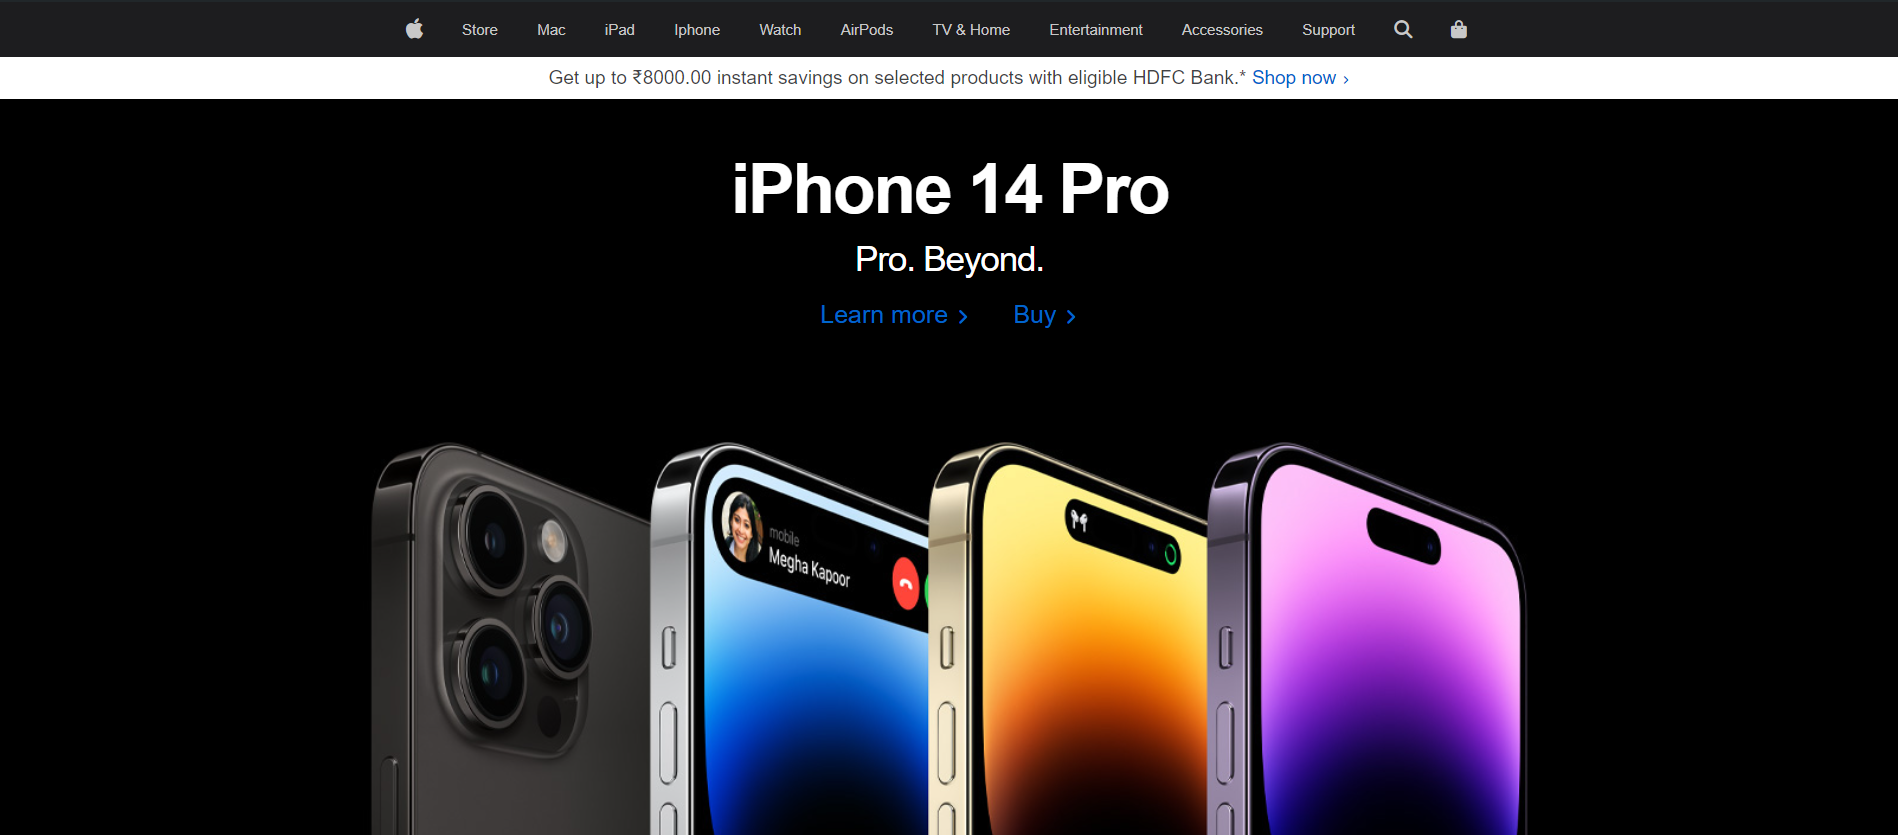 Store Mac iPad Iphone Watch AirPods TV & Home Entertainment Accessories Support
Get up to ₹8000.00 instant savings on selected products with eligible HDFC Bank.* Shop now ›
iPhone 14 Pro
Pro. Beyond.
Learn more › Buy ›
mobile
Megha Kapoor